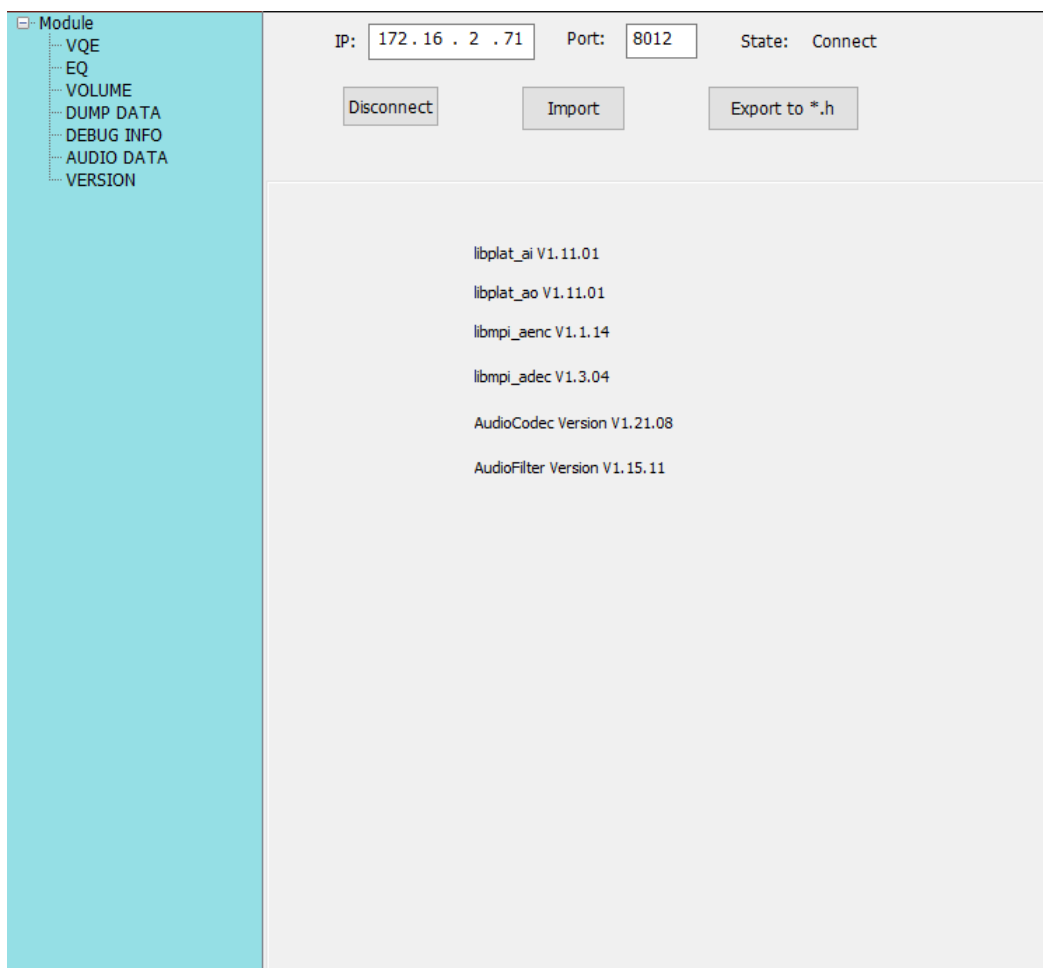 Module
VQE
EQ
VOLUME
DUMP DATA
DEBUG INFO
AUDIO DATA
VERSION
IP: 172.16 . 2 .71 Port: 8012 State: Connect
Disconnect Import Export to *.h
libplat_ai V1.11.01
libplat_ao V1.11.01
libmpi_aenc V1.1.14
libmpi_adec V1.3.04
AudioCodec Version V1.21.08
AudioFilter Version V1.15.11